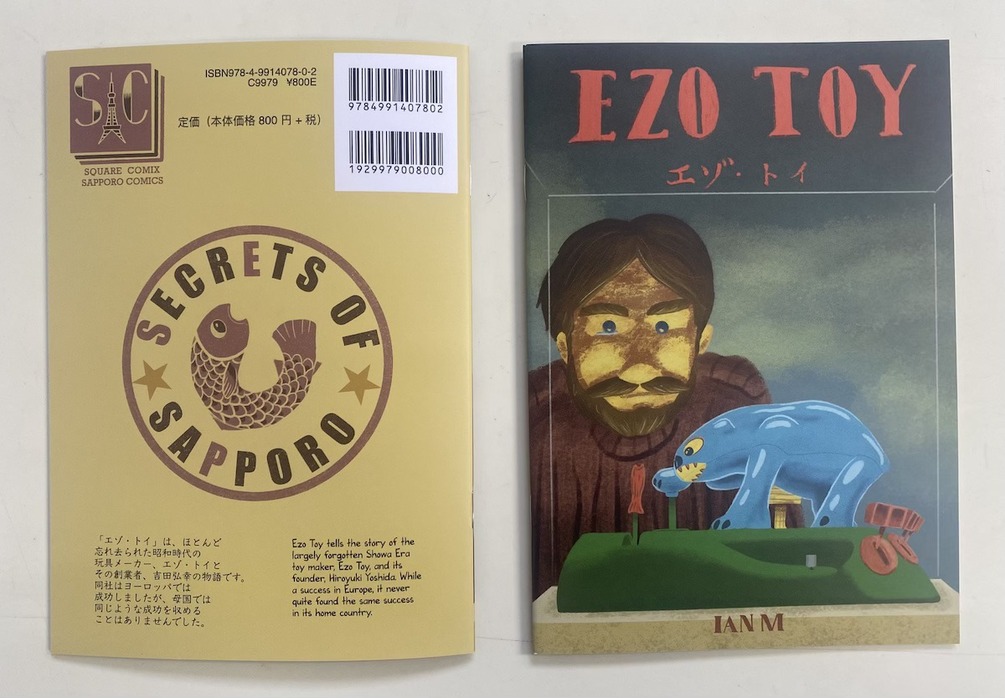 SC
SQUARE COMIX
SAPPORO COMICS
ISBN978-4-9914078-0-2
C9979 ¥800E
定価（本体価格 800 円 + 税）
9784991407802
1929979008000
SECRETS OF
SAPPORO
「エゾ・トイ」は、ほとんど
忘れ去られた昭和時代の
玩具メーカー、エゾ・トイと
その創業者、吉田弘幸の物語です。
同社はヨーロッパでは
成功しましたが、母国では
同じような成功を収める
ことはありませんでした。
Ezo Toy tells the story of the
largely forgotten Showa Era
toy maker, Ezo Toy, and its
founder, Hiroyuki Yoshida. While
a success in Europe, it never
quite found the same success
in its home country.
EZO TOY
エゾ・トイ
IAN M